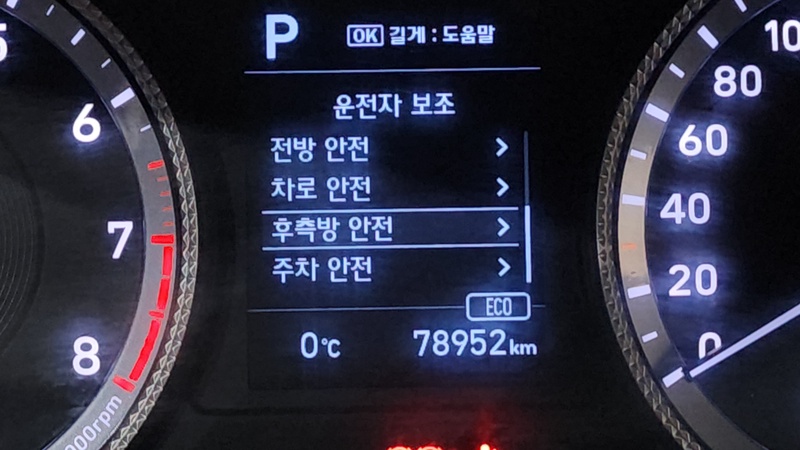 P
OK 길게 : 도움말
운전자 보조
전방 안전
차로 안전
후측방 안전
주차 안전
ECO
0℃
78952km
5
6
7
8
000rpm
100
80
60
40
20
0